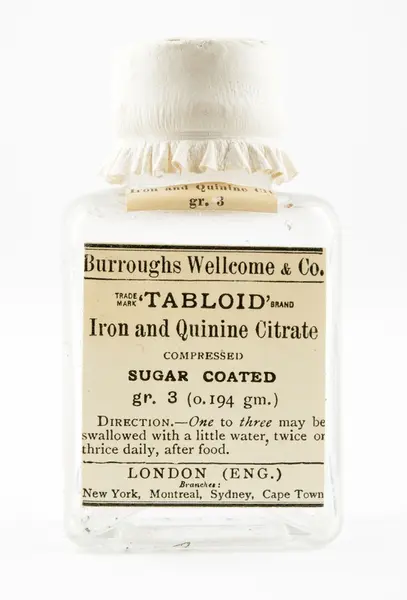 Iron and Quinine Cit
gr. 3
Burroughs Wellcome & Co.
TRADE MARK 'TABLOID' BRAND
Iron and Quinine Citrate
COMPRESSED
SUGAR COATED
gr. 3 (0.194 gm.)
DIRECTION.—One to three may be
swallowed with a little water, twice or
thrice daily, after food.
LONDON (ENG.)
Branches:
New York, Montreal, Sydney, Cape Town